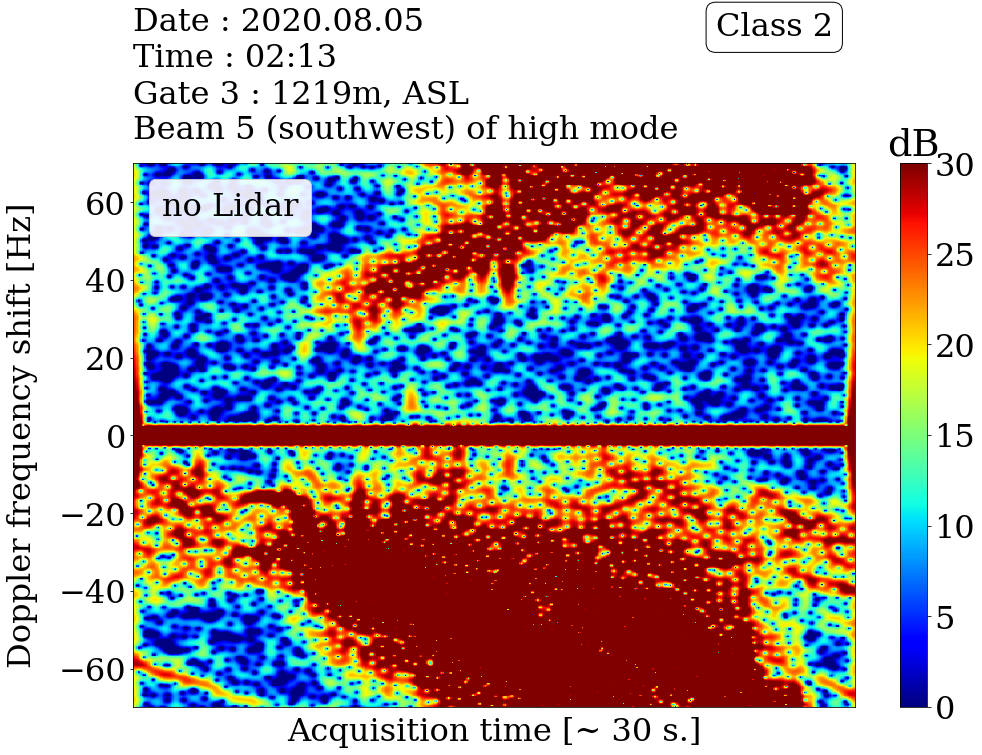 Date : 2020.08.05
Class 2
Time : 02:13
Gate 3 : 1219m, ASL
Beam 5 (southwest) of high mode
dB
no Lidar
Doppler frequency shift [Hz]
60
40
20
0
−20
−40
−60
Acquisition time [~ 30 s.]
30
25
20
15
10
5
0